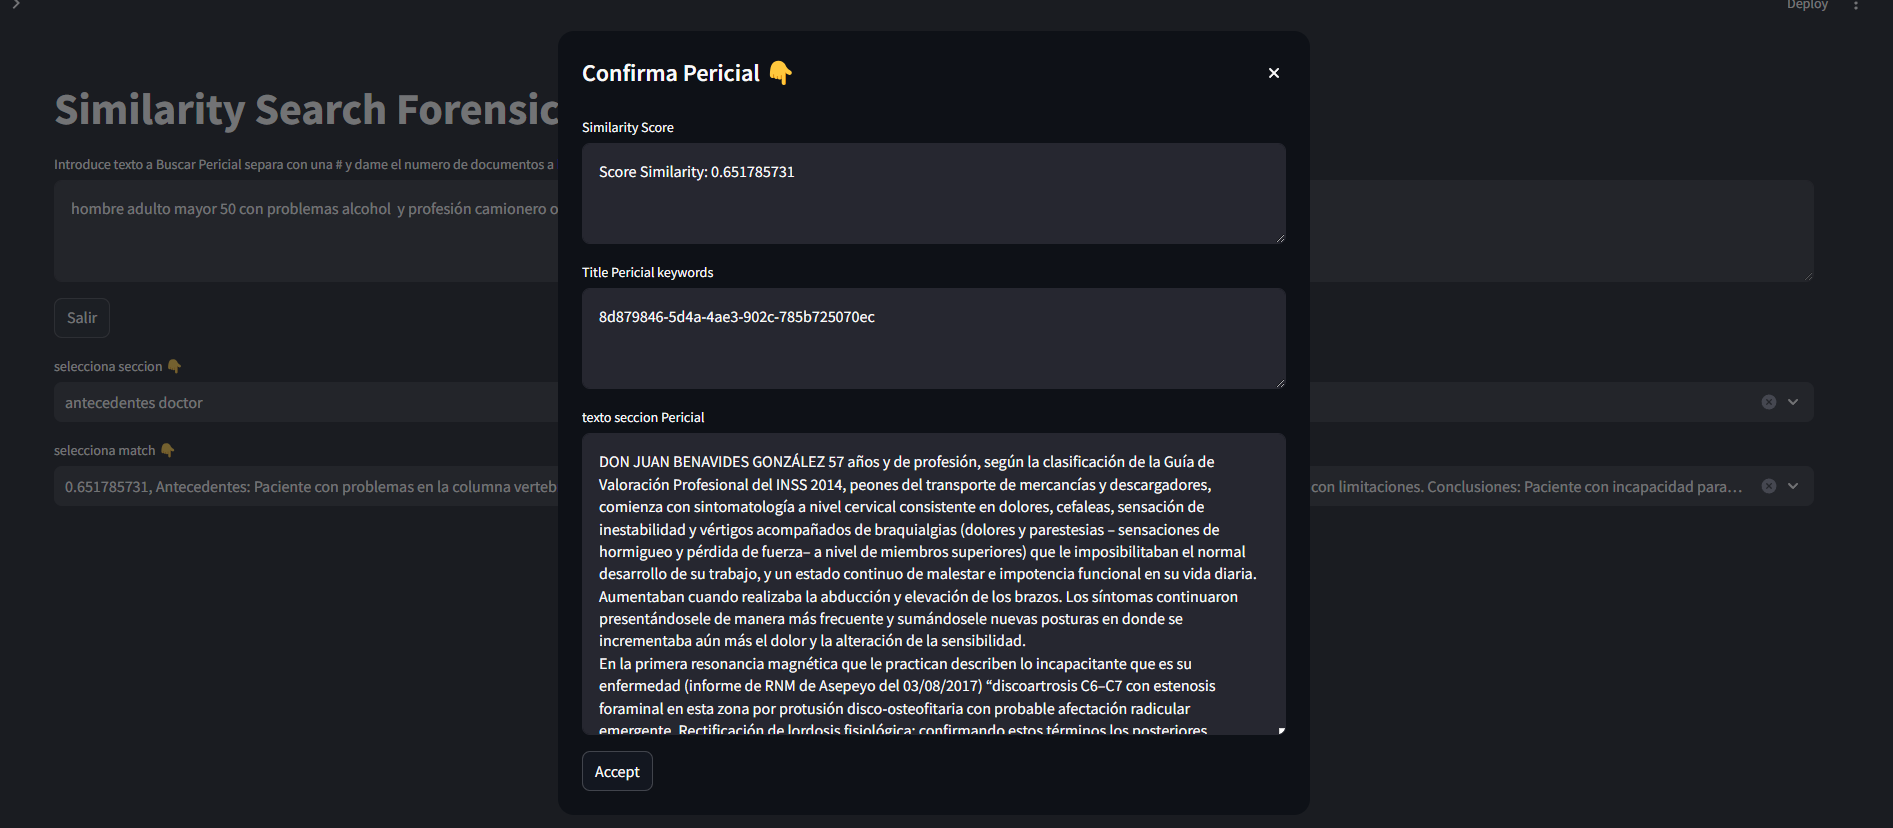 Deploy
Similarity Search Forensic
Introduce texto a Buscar Pericial separa con una # y dame el numero de documentos a
hombre adulto mayor 50 con problemas alcohol  y profesión camionero o
Salir
selecciona seccion 👇
antecedentes doctor
selecciona match 👇
0.651785731, Antecedentes: Paciente con problemas en la columna verteb
con limitaciones. Conclusiones: Paciente con incapacidad para…
Confirma Pericial 👇
Similarity Score
Score Similarity: 0.651785731
Title Pericial keywords
8d879846-5d4a-4ae3-902c-785b725070ec
texto seccion Pericial
DON JUAN BENAVIDES GONZÁLEZ 57 años y de profesión, según la clasificación de la Guía de
Valoración Profesional del INSS 2014, peones del transporte de mercancías y descargadores,
comienza con sintomatología a nivel cervical consistente en dolores, cefaleas, sensación de
inestabilidad y vértigos acompañados de braquialgias (dolores y parestesias – sensaciones de
hormigueo y pérdida de fuerza– a nivel de miembros superiores) que le imposibilitaban el normal
desarrollo de su trabajo, y un estado continuo de malestar e impotencia funcional en su vida diaria.
Aumentaban cuando realizaba la abducción y elevación de los brazos. Los síntomas continuaron
presentándosele de manera más frecuente y sumándosele nuevas posturas en donde se
incrementaba aún más el dolor y la alteración de la sensibilidad.
En la primera resonancia magnética que le practican describen lo incapacitante que es su
enfermedad (informe de RNM de Asepeyo del 03/08/2017) “discoartrosis C6–C7 con estenosis
foraminal en esta zona por protusión disco-osteofitaria con probable afectación radicular
emergente. Rectificación de lordosis fisiológica; confirmando estos términos los posteriores
Accept